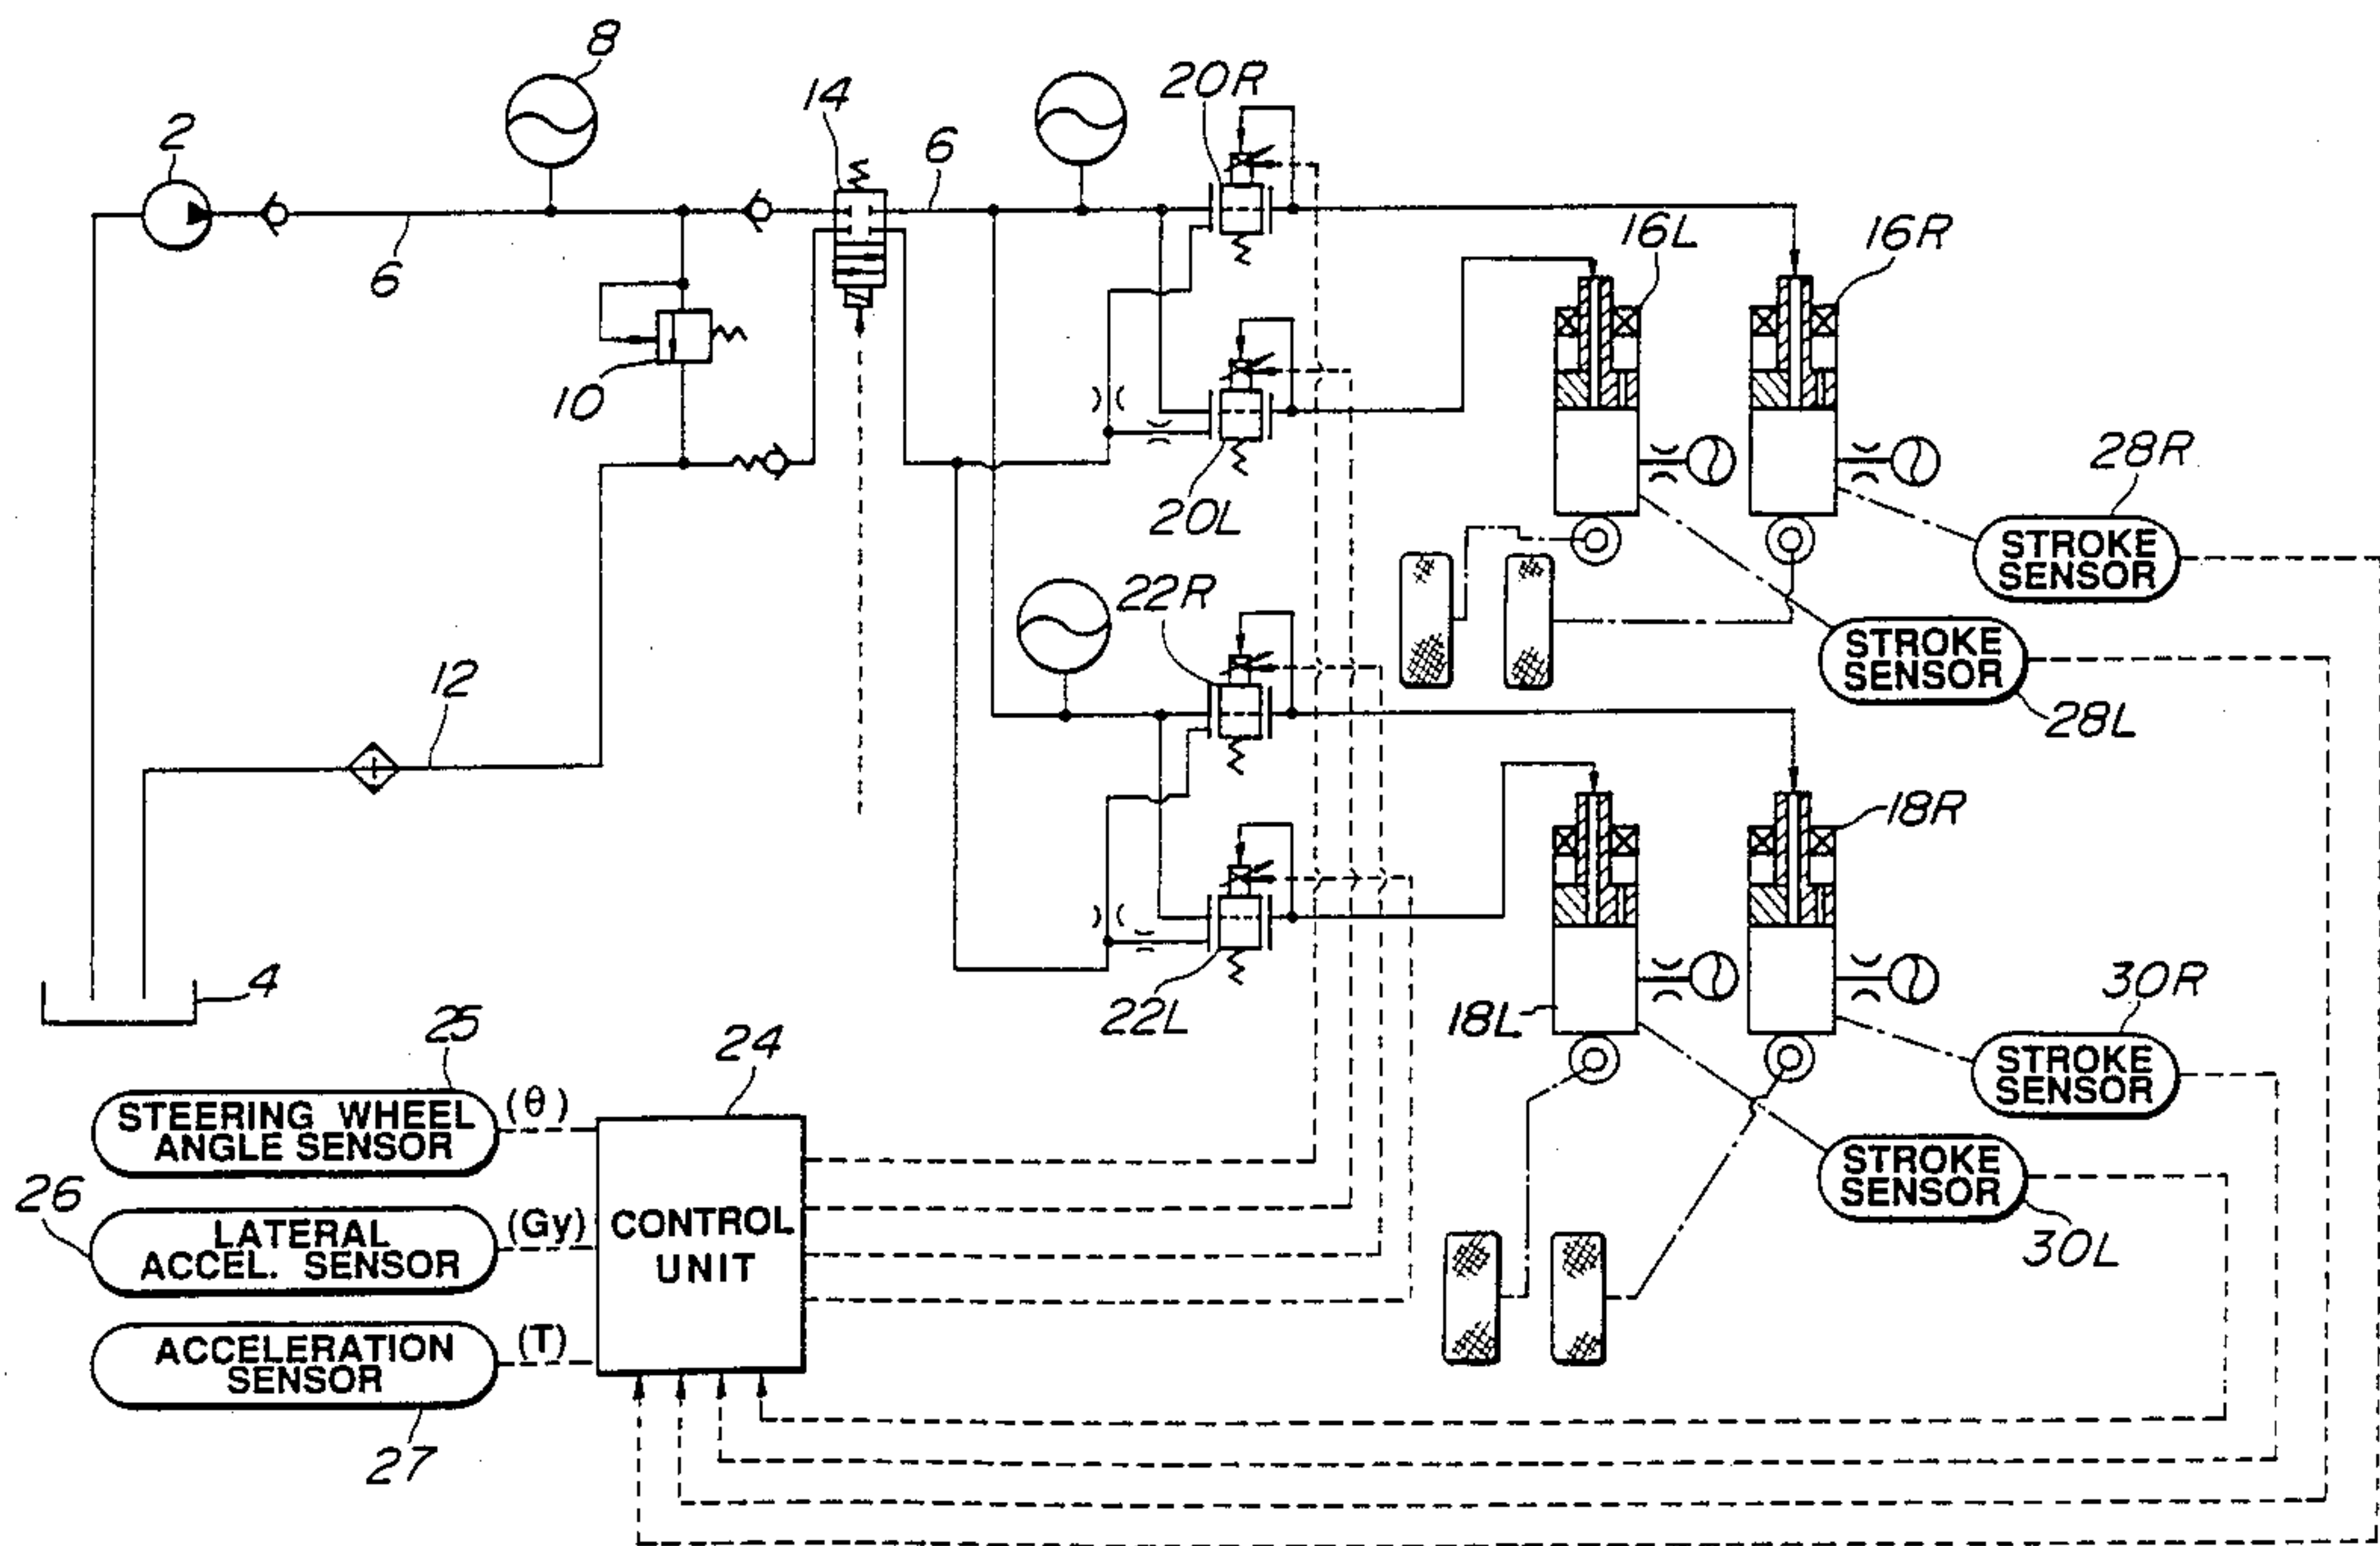 8
2
14
6
20R
6
16L
16R
10
28R
STROKE
SENSOR
20L
22R
STROKE
SENSOR
28L
12
18R
4
22L
18L
30R
STROKE
SENSOR
25
24
STEERING WHEEL
ANGLE SENSOR
(θ)
STROKE
SENSOR
30L
26
LATERAL
ACCEL. SENSOR
(Gy)
CONTROL
UNIT
ACCELERATION
SENSOR
(T)
27